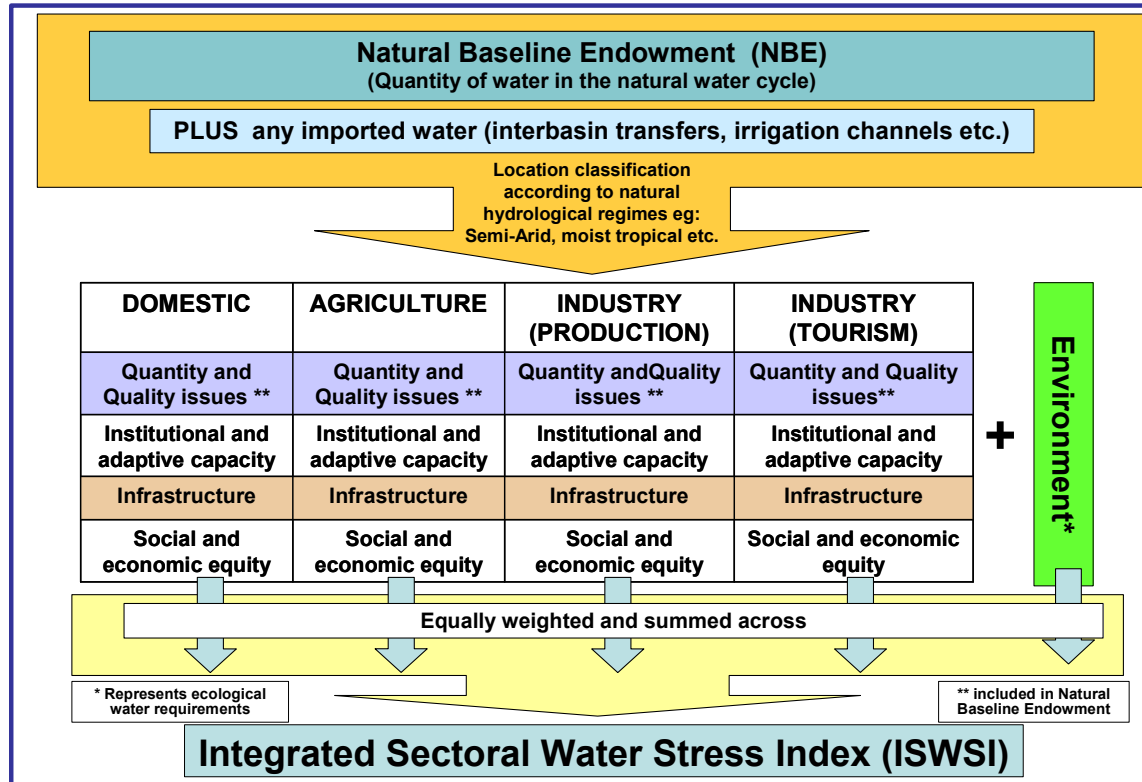 Natural Baseline Endowment (NBE)
(Quantity of water in the natural water cycle)
PLUS any imported water (interbasin transfers, irrigation channels etc.)
Location classification
according to natural
hydrological regimes eg:
Semi-Arid, moist tropical etc.
DOMESTIC
AGRICULTURE
INDUSTRY
(PRODUCTION)
INDUSTRY
(TOURISM)
Quantity and
Quality issues **
Quantity and
Quality issues **
Quantity andQuality
issues **
Quantity and Quality
issues**
Institutional and
adaptive capacity
Institutional and
adaptive capacity
Institutional and
adaptive capacity
Institutional and
adaptive capacity
Infrastructure
Infrastructure
Infrastructure
Infrastructure
Social and
economic equity
Social and
economic equity
Social and
economic equity
Social and economic
equity
+
Environment*
Equally weighted and summed across
* Represents ecological
water requirements
** included in Natural
Baseline Endowment
Integrated Sectoral Water Stress Index (ISWSI)